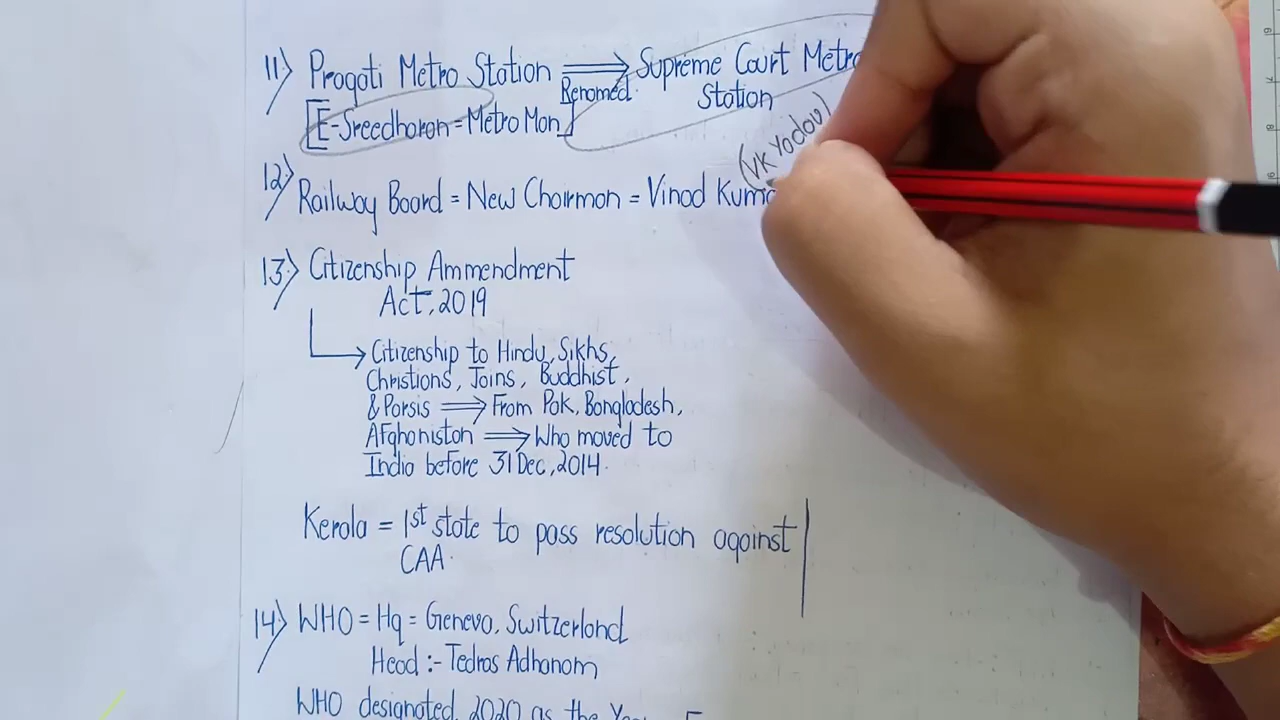 11) Pragati Metro Station ⟹ Supreme Court Metro
Renamed. Station
[E-Sreedharan = Metro Man]
(VK Yadav)
12) Railway Board = New Chairman = Vinod Kuma
13) Citizenship Ammendment
Act, 2019
→ Citizenship to Hindu, Sikhs,
Christians, Jains, Buddhist,
& Parsis ⟹ From Pak, Bangladesh,
Afghanistan ⟹ Who moved to
India before 31 Dec, 2014.
Kerala = 1st state to pass resolution against
CAA.
14) WHO = Hq = Geneva, Switzerland
Head :- Tedros Adhanom
WHO designated 2020 as the